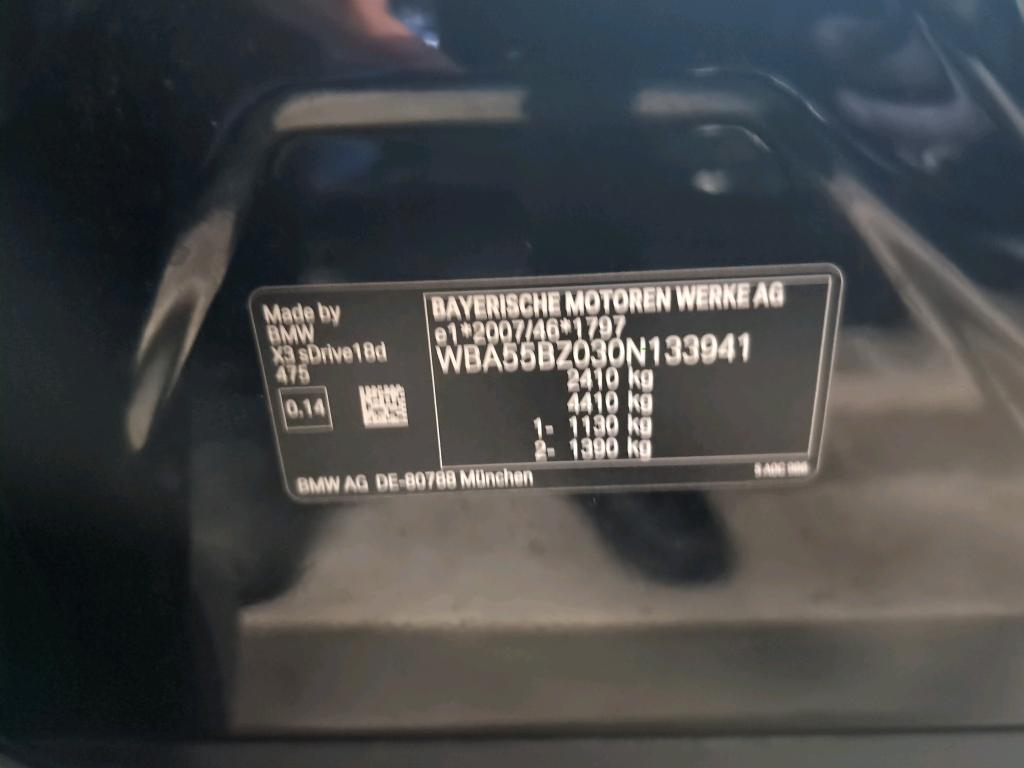 Made by
BMW
X3 sDrive18d
475
0.14
BAYERISCHE MOTOREN WERKE AG
e1*2007/46*1797
WBA55BZ030N133941
2410 kg
4410 kg
1- 1130 kg
2- 1390 kg
BMW AG DE-80788 München